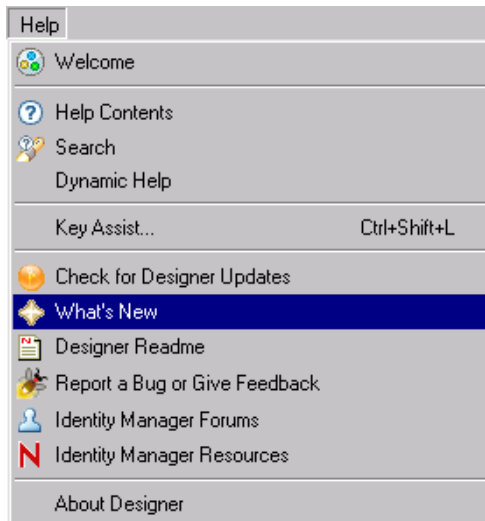 Help
Welcome
Help Contents
Search
Dynamic Help
Key Assist... Ctrl+Shift+L
Check for Designer Updates
What's New
Designer Readme
Report a Bug or Give Feedback
Identity Manager Forums
Identity Manager Resources
About Designer